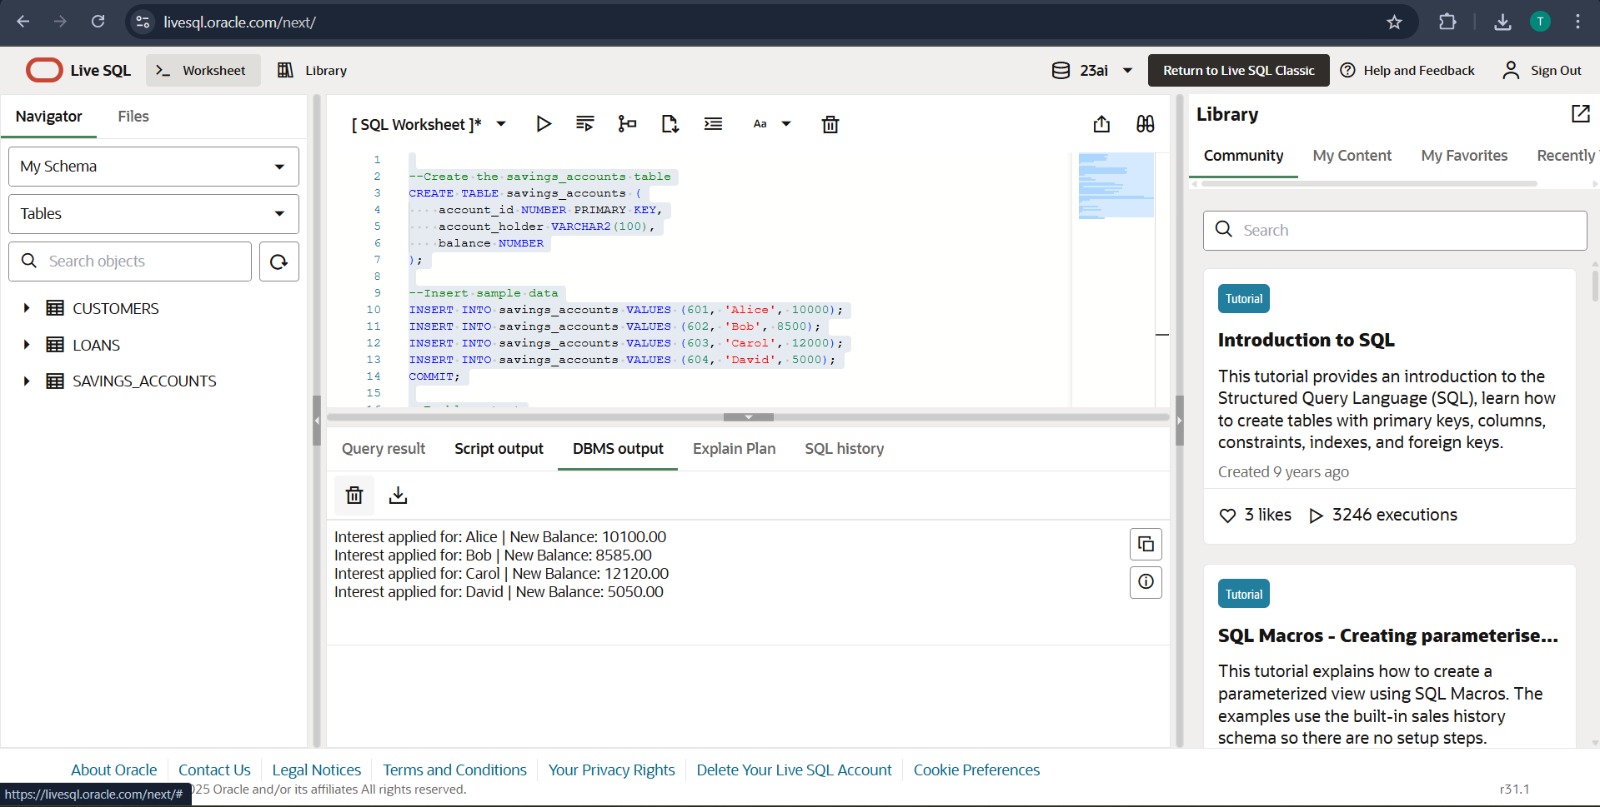 livesql.oracle.com/next/
T
Live SQL
Worksheet
Library
23ai
Return to Live SQL Classic
Help and Feedback
Sign Out
Navigator
Files
My Schema
Tables
Search objects
CUSTOMERS
LOANS
SAVINGS_ACCOUNTS
[ SQL Worksheet ]*
Aa
1
2 --Create the savings_accounts table
3 CREATE TABLE savings_accounts (
4 account_id NUMBER PRIMARY KEY,
5 account_holder VARCHAR2(100),
6 balance NUMBER
7 );
8
9 --Insert sample data
10 INSERT INTO savings_accounts VALUES (601, 'Alice', 10000);
11 INSERT INTO savings_accounts VALUES (602, 'Bob', 8500);
12 INSERT INTO savings_accounts VALUES (603, 'Carol', 12000);
13 INSERT INTO savings_accounts VALUES (604, 'David', 5000);
14 COMMIT;
15
Query result
Script output
DBMS output
Explain Plan
SQL history
Interest applied for: Alice | New Balance: 10100.00
Interest applied for: Bob | New Balance: 8585.00
Interest applied for: Carol | New Balance: 12120.00
Interest applied for: David | New Balance: 5050.00
Library
Community
My Content
My Favorites
Recently
Search
Tutorial
Introduction to SQL
This tutorial provides an introduction to the
Structured Query Language (SQL), learn how
to create tables with primary keys, columns,
constraints, indexes, and foreign keys.
Created 9 years ago
3 likes
3246 executions
Tutorial
SQL Macros - Creating parameterise...
This tutorial explains how to create a
parameterized view using SQL Macros. The
examples use the built-in sales history
schema so there are no setup steps.
About Oracle
Contact Us
Legal Notices
Terms and Conditions
Your Privacy Rights
Delete Your Live SQL Account
Cookie Preferences
https://livesql.oracle.com/next/#
25 Oracle and/or its affiliates All rights reserved.
r31.1